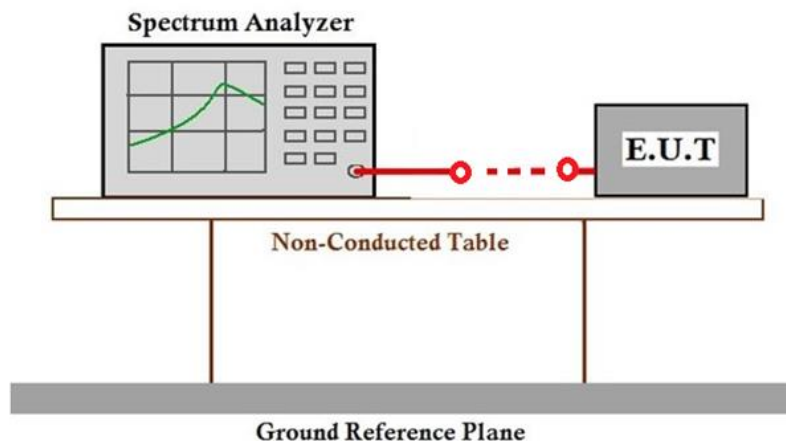 Spectrum Analyzer
E.U.T
Non-Conducted Table
Ground Reference Plane